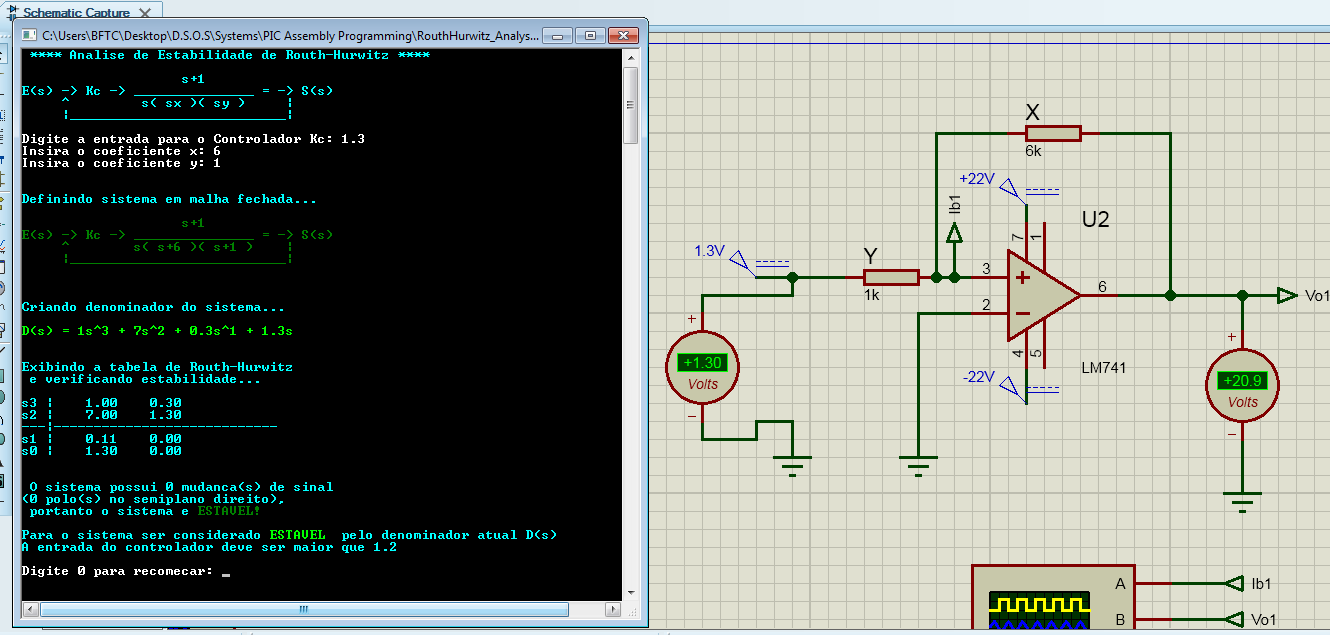 Schematic Capture
C:\Users\BFTC\Desktop\D.S.O.S\Systems\PIC Assembly Programming\RouthHurwitz_Analys...
**** Analise de Estabilidade de Routh-Hurwitz ****
s+1
E(s) -> Kc -> _______________ = -> S(s)
^ s( sx )( sy ) ¦
¦___________________________¦
Digite a entrada para o Controlador Kc: 1.3
Insira o coeficiente x: 6
Insira o coeficiente y: 1
Definindo sistema em malha fechada...
s+1
E(s) -> Kc -> _______________ = -> S(s)
^ s( s+6 )( s+1 ) ¦
¦___________________________¦
Criando denominador do sistema...
D(s) = 1s^3 + 7s^2 + 0.3s^1 + 1.3s
Exibindo a tabela de Routh-Hurwitz
e verificando estabilidade...
s3 ¦ 1.00 0.30
s2 ¦ 7.00 1.30
---¦----------------------------
s1 ¦ 0.11 0.00
s0 ¦ 1.30 0.00
O sistema possui 0 mudanca(s) de sinal
(0 polo(s) no semiplano direito),
portanto o sistema e ESTAVEL!
Para o sistema ser considerado ESTAVEL pelo denominador atual D(s)
A entrada do controlador deve ser maior que 1.2
Digite 0 para recomecar: _
X
6k
+22V
Ib1
U2
7
1
1.3V
Y
1k
3
2
+
−
6
Vo1
4
5
LM741
-22V
+
+1.30
Volts
−
+
+20.9
Volts
−
A
Ib1
B
Vo1